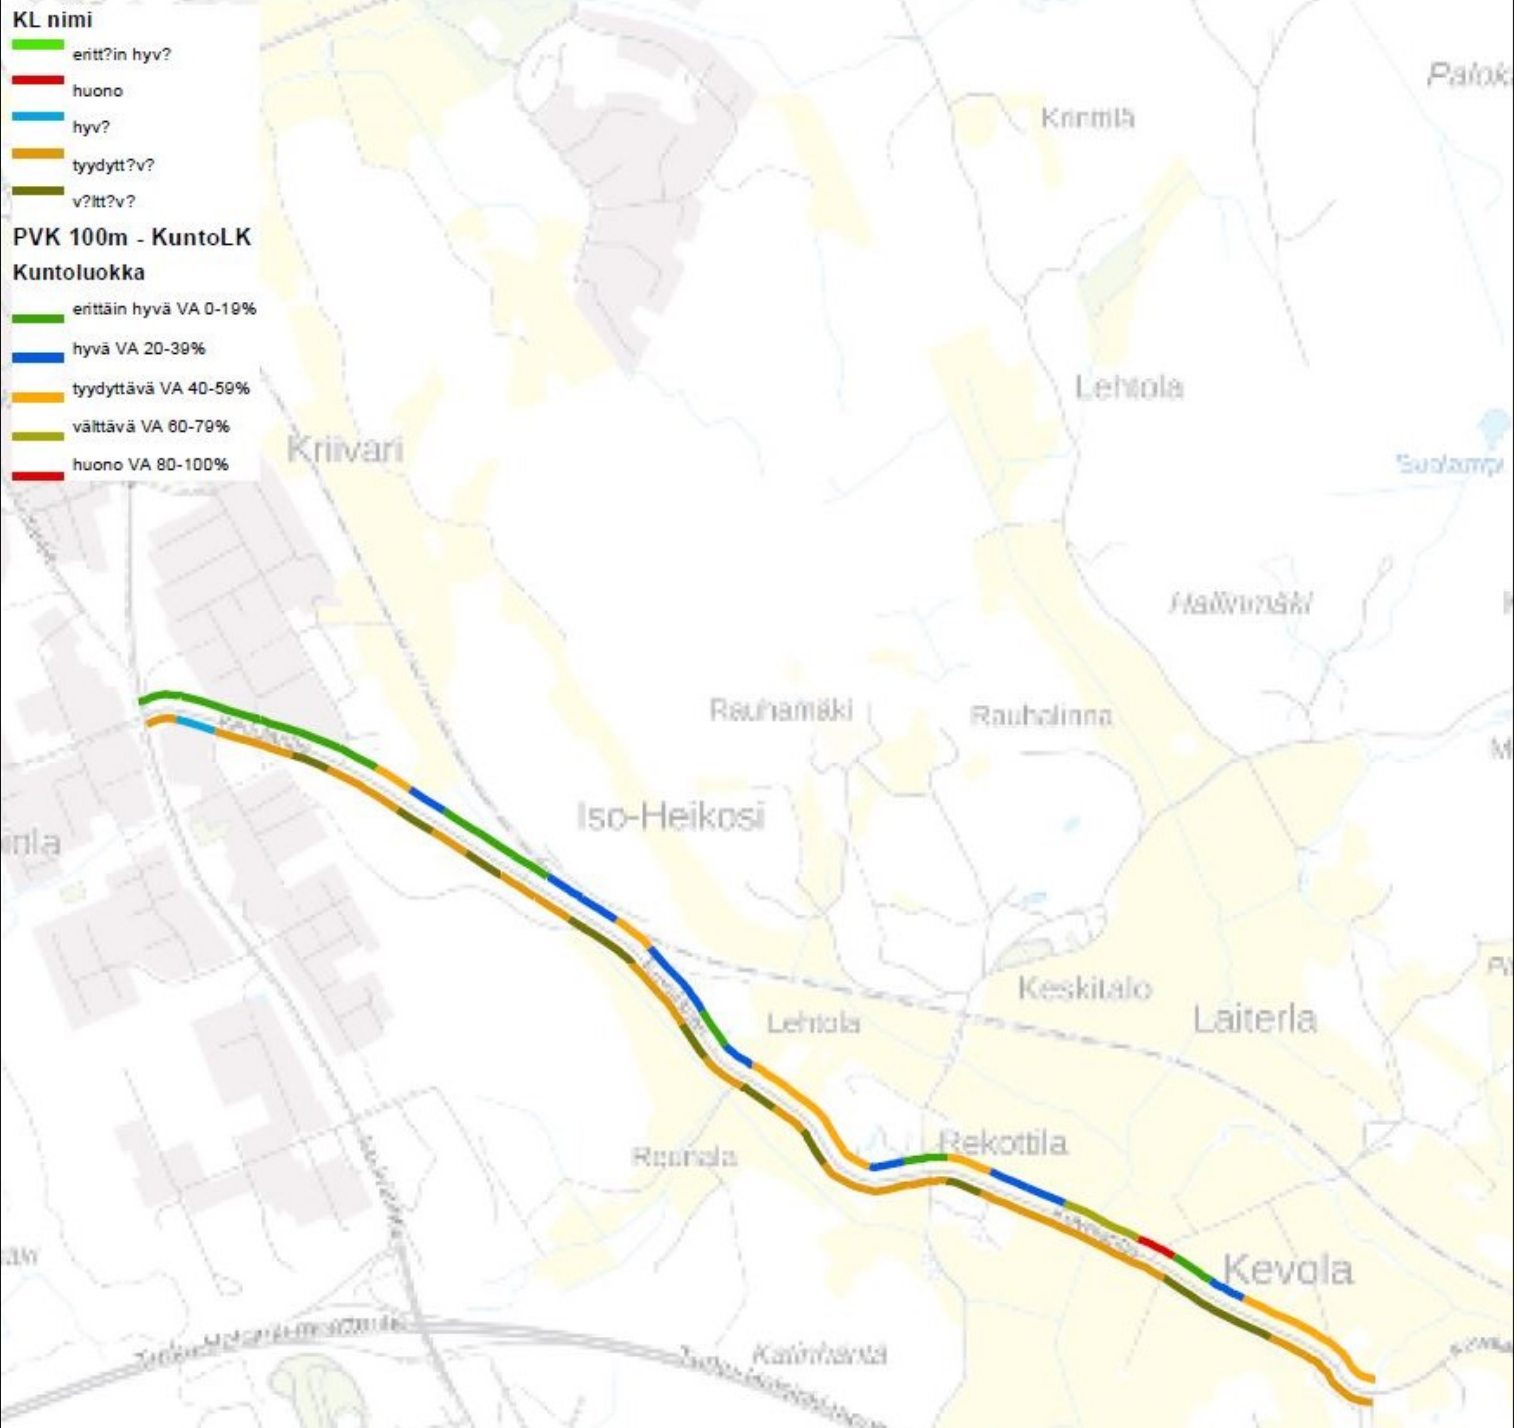 KL nimi
eritt?in hyv?
huono
hyv?
tyydytt?v?
v?ltt?v?
PVK 100m - KuntoLK
Kuntoluokka
erittäin hyvä VA 0-19%
hyvä VA 20-39%
tyydyttävä VA 40-59%
välttävä VA 60-79%
huono VA 80-100%
Lehtola
Kriivari
Hallinmäki
Rauhamäki
Rauhalinna
Iso-Heikosi
Keskitalo
Lehtola
Laiterla
Rekottila
Kevola
Katinhäntä